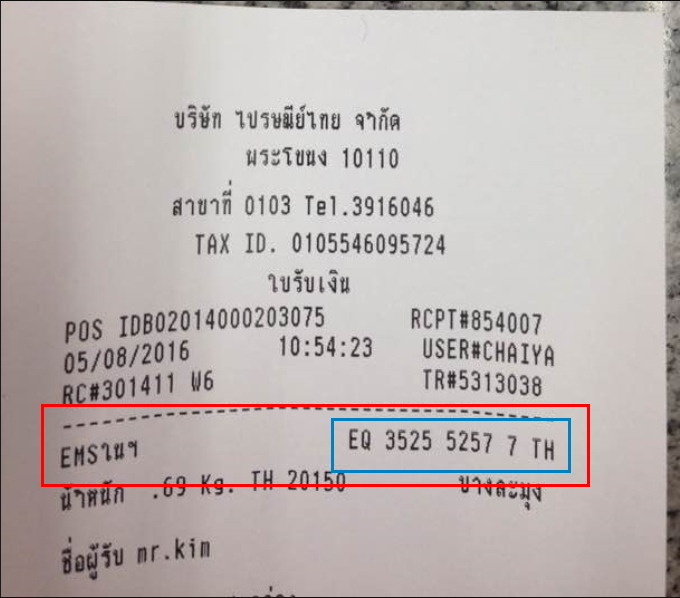 บริษัท ไปรษณีย์ไทย จำกัด
พระโขนง 10110
สาขาที่ 0103 Tel.3916046
TAX ID. 0105546095724
ใบรับเงิน
POS IDB02014000203075 RCPT#854007
05/08/2016 10:54:23 USER#CHAIYA
RC#301411 W6 TR#5313038
EMSในฯ EQ 3525 5257 7 TH
น้ำหนัก .69 Kg. TH 20150 บางละมุง
ชื่อผู้รับ mr.kim